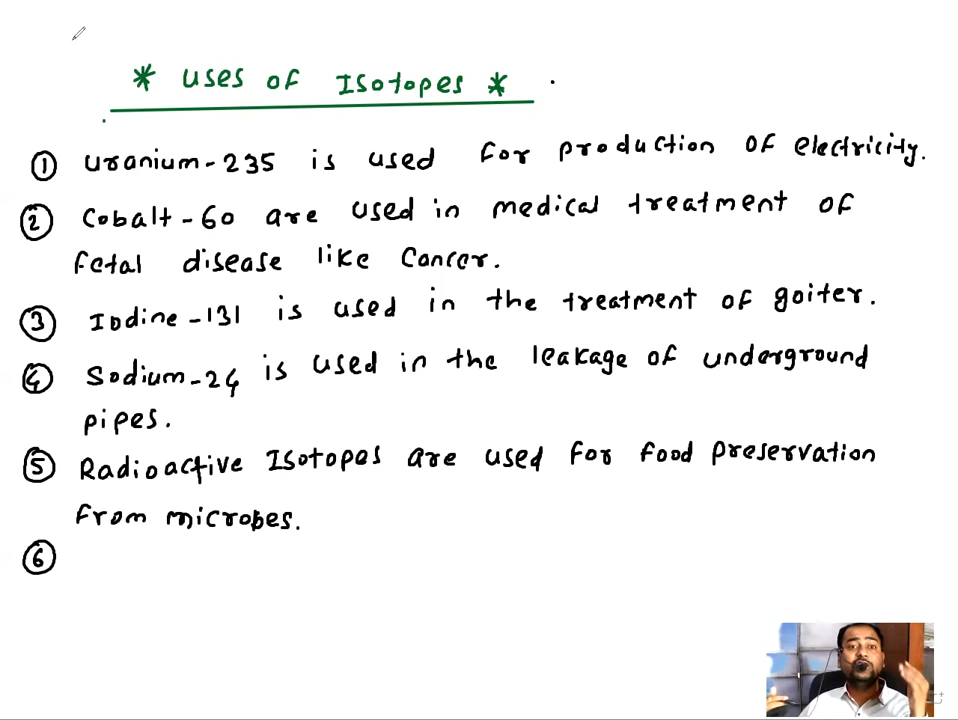 * Uses of Isotopes *
① Uranium-235 is used for production of electricity.
② Cobalt-60 are used in medical treatment of
fetal disease like cancer.
③ Iodine-131 is used in the treatment of goiter.
④ Sodium-24 is used in the leakage of underground
pipes.
⑤ Radioactive Isotopes are used for food preservation
from microbes.
⑥